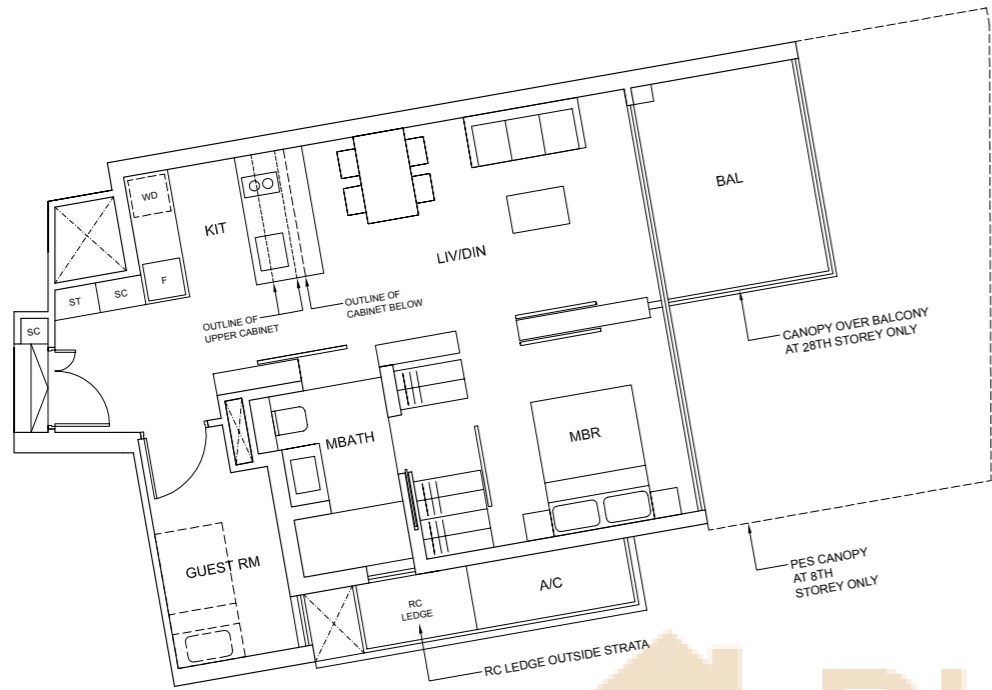 WD
KIT
BAL
LIV/DIN
F
ST
SC
SC
OUTLINE OF
UPPER CABINET
OUTLINE OF
CABINET BELOW
CANOPY OVER BALCONY
AT 28TH STOREY ONLY
MBATH
MBR
GUEST RM
RC
LEDGE
A/C
PES CANOPY
AT 8TH
STOREY ONLY
RC LEDGE OUTSIDE STRATA